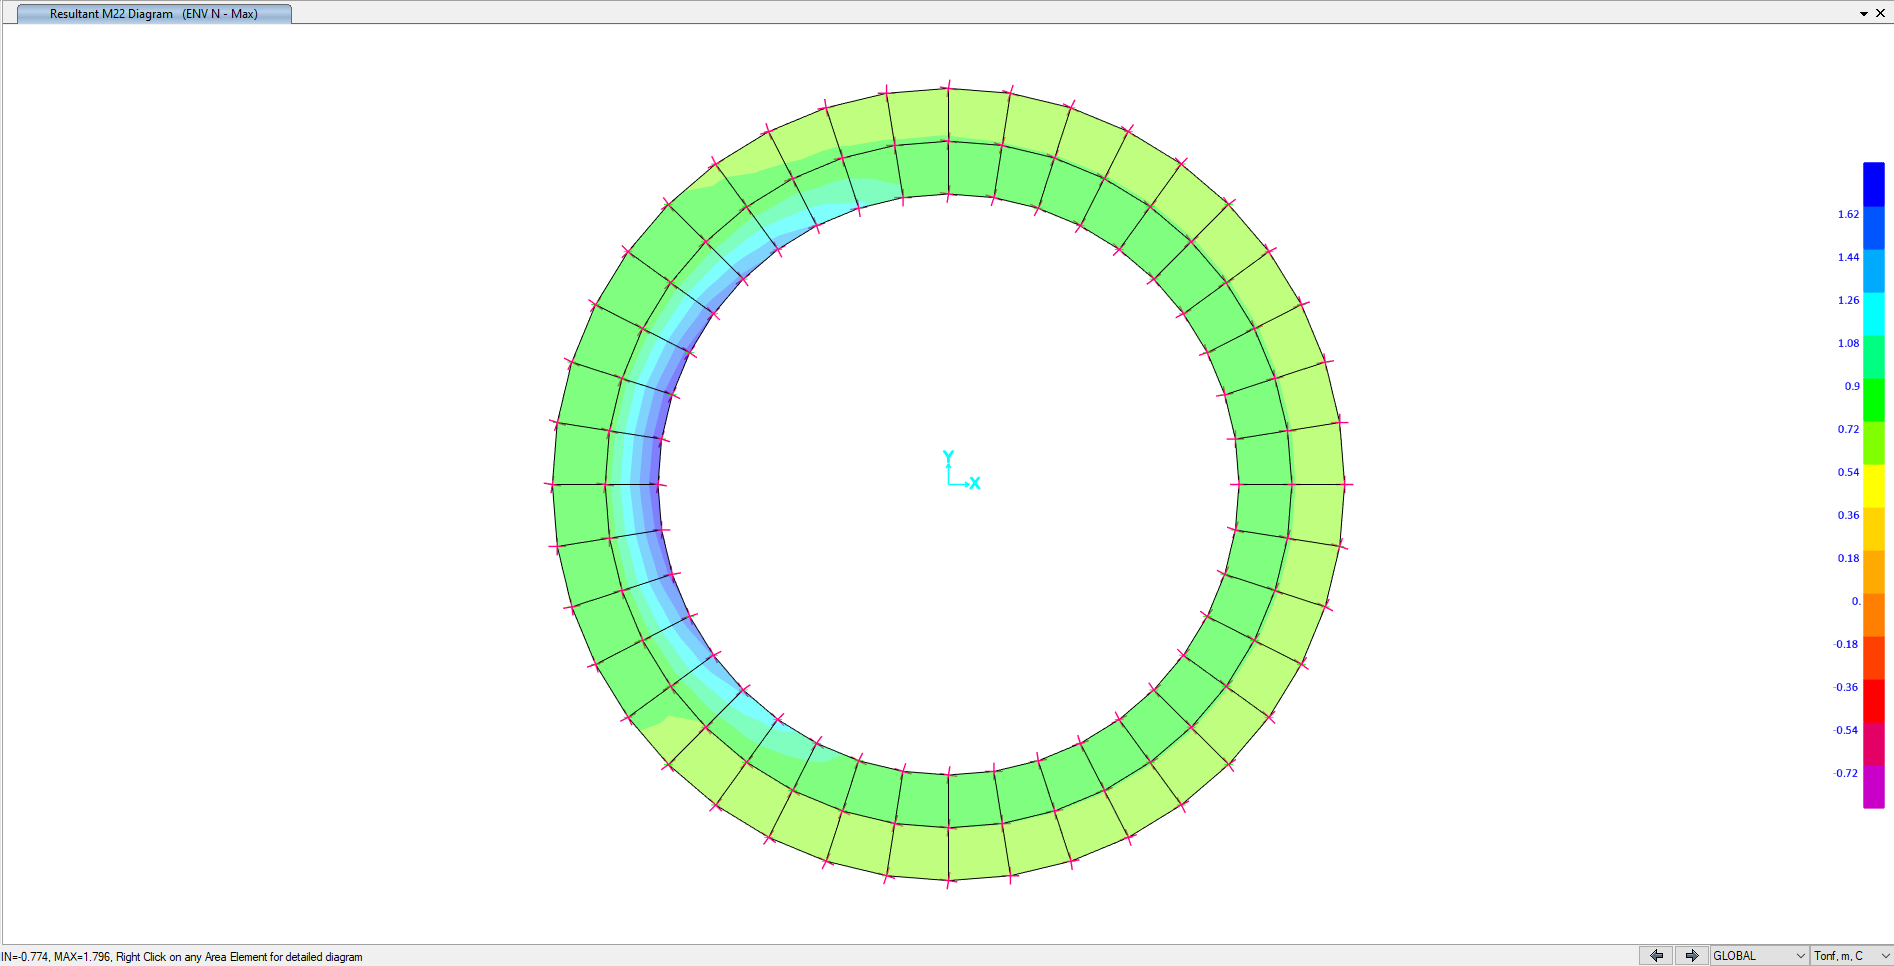 Resultant M22 Diagram (ENV N - Max)
1.62
1.44
1.26
1.08
0.9
0.72
0.54
0.36
0.18
0.
-0.18
-0.36
-0.54
-0.72
Y
X
IN=-0.774, MAX=1.796, Right Click on any Area Element for detailed diagram
GLOBAL
Tonf, m, C